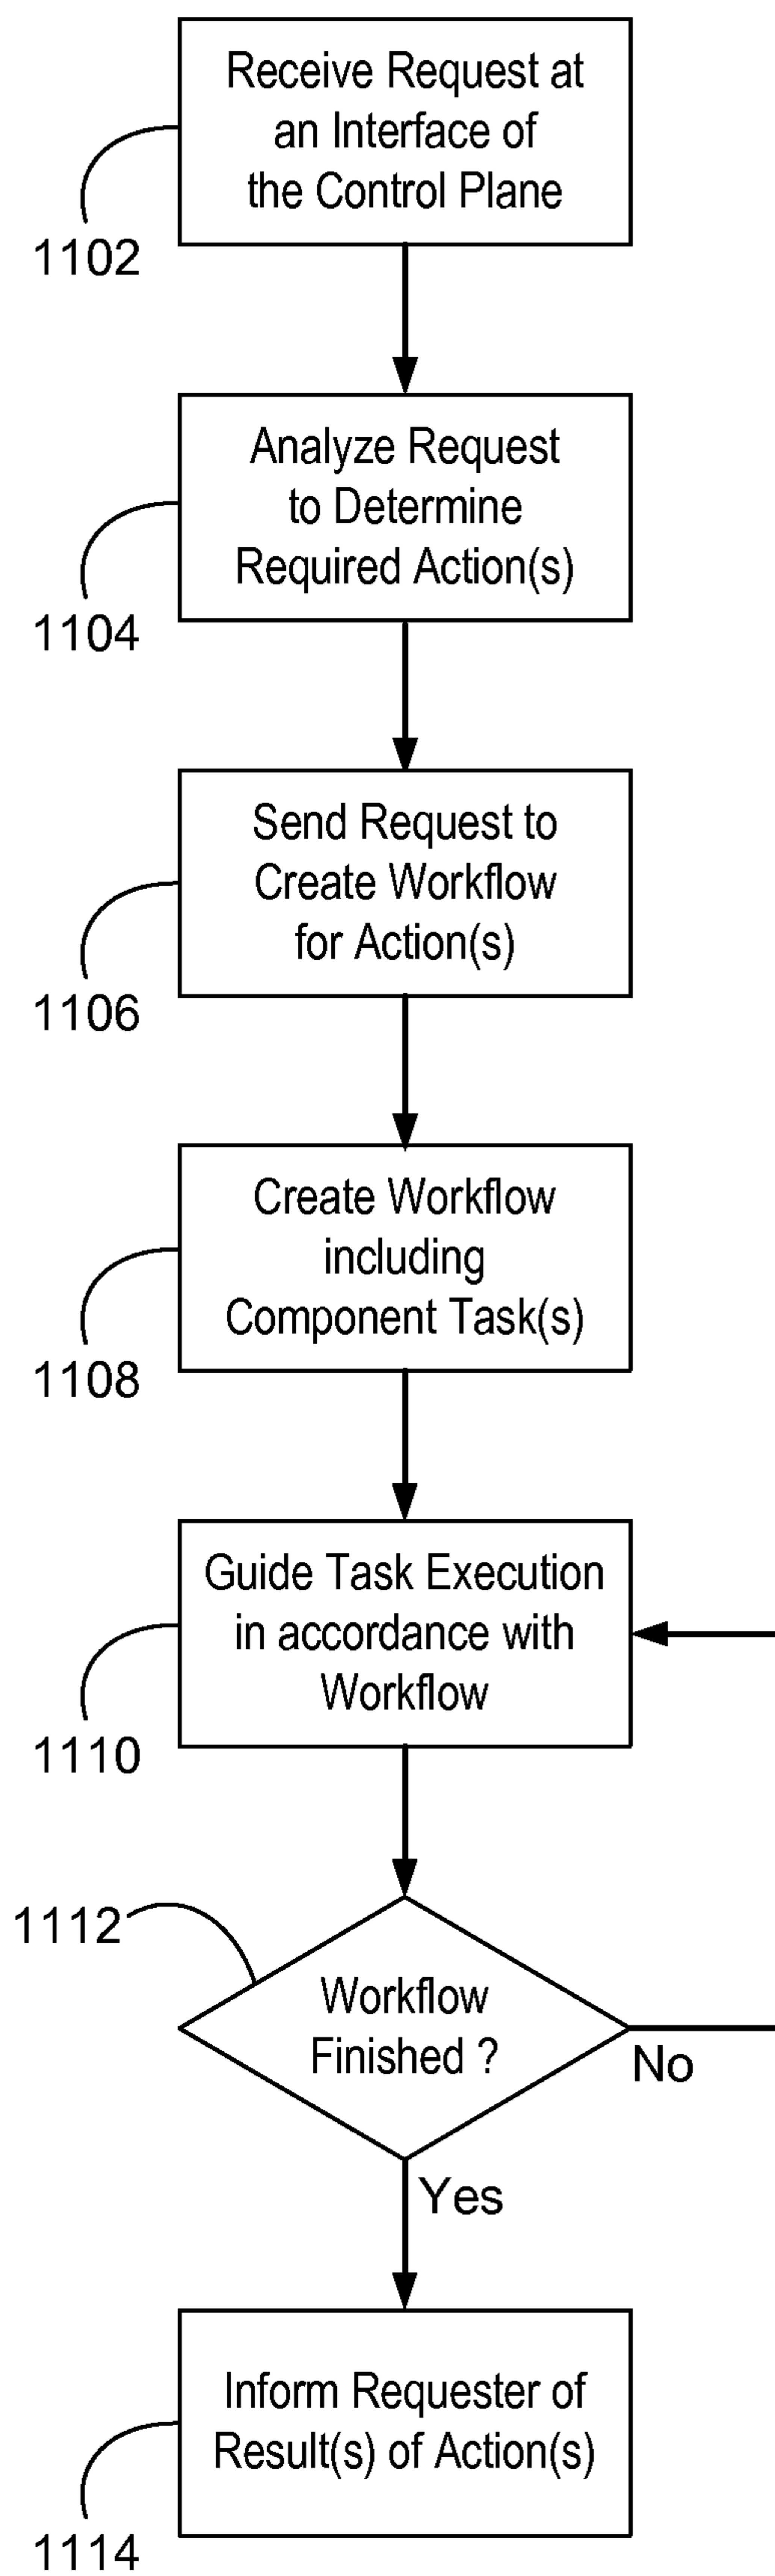 Receive Request at
an Interface of
the Control Plane
1102
Analyze Request
to Determine
Required Action(s)
1104
Send Request to
Create Workflow
for Action(s)
1106
Create Workflow
including
Component Task(s)
1108
Guide Task Execution
in accordance with
Workflow
1110
1112
Workflow
Finished ?
No
Yes
Inform Requester of
Result(s) of Action(s)
1114